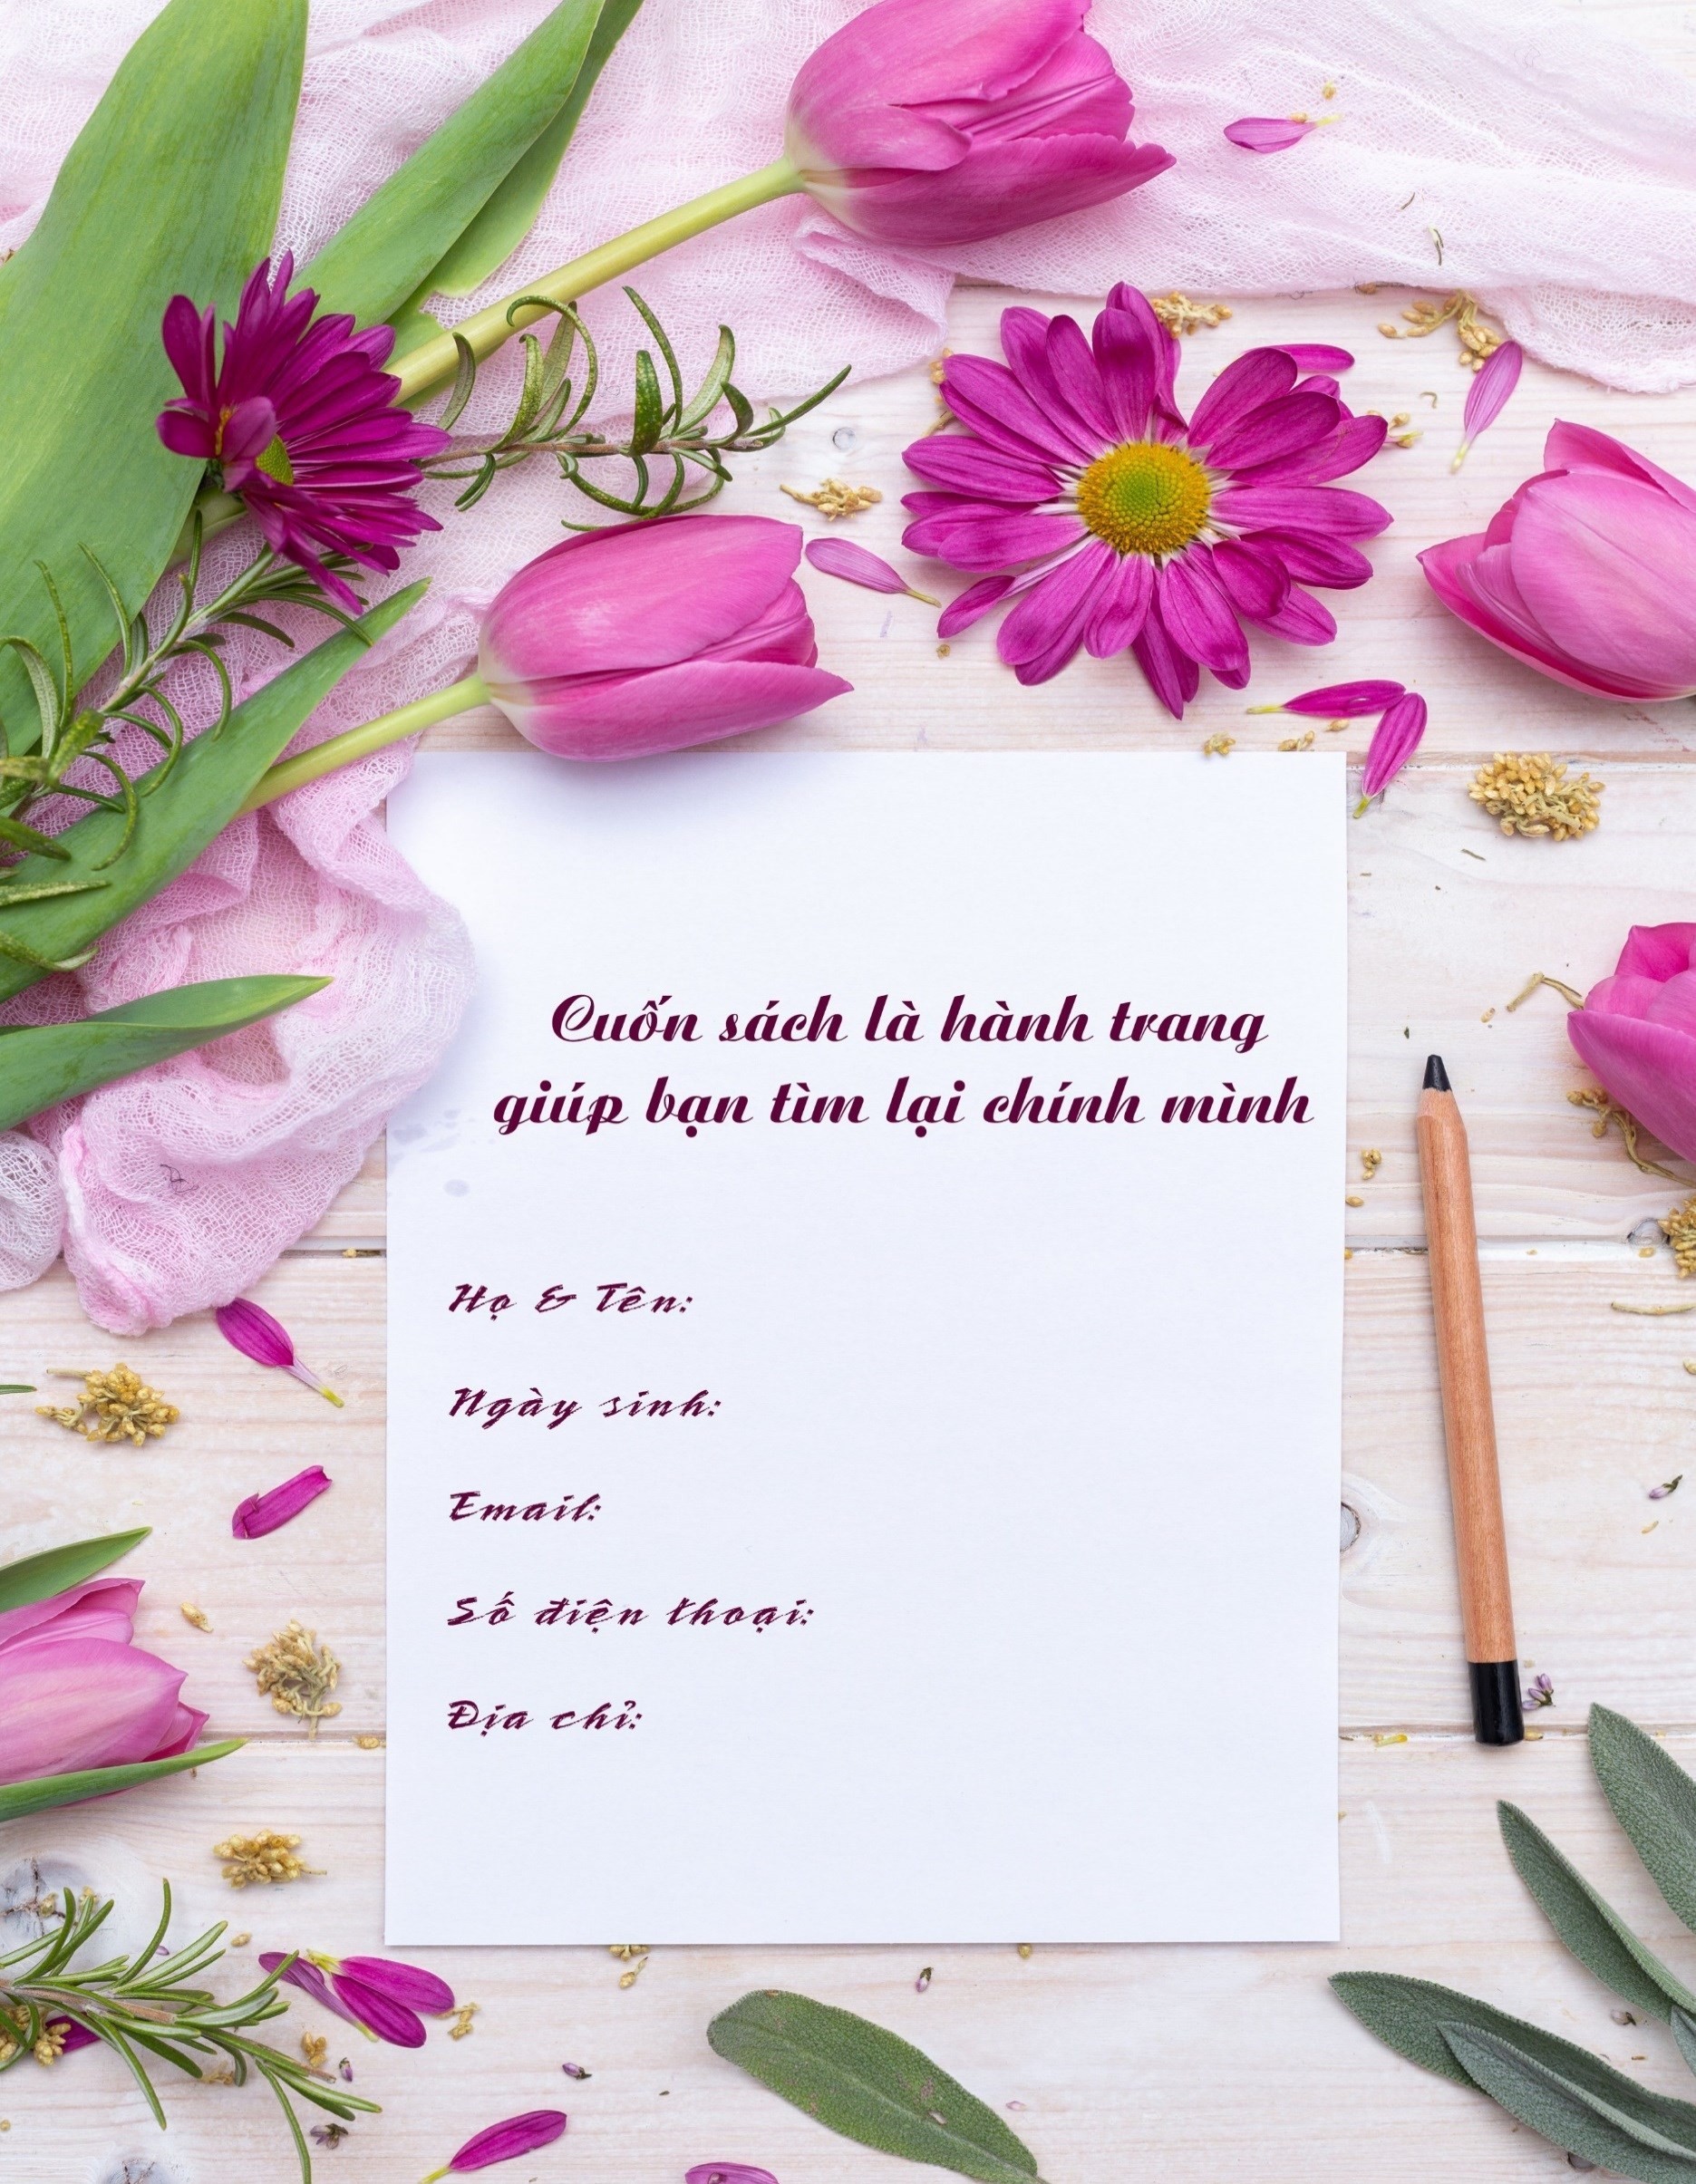 Cuốn sách là hành trang
giúp bạn tìm lại chính mình
Họ & Tên:
Ngày sinh:
Email:
Số điện thoại:
Địa chỉ: